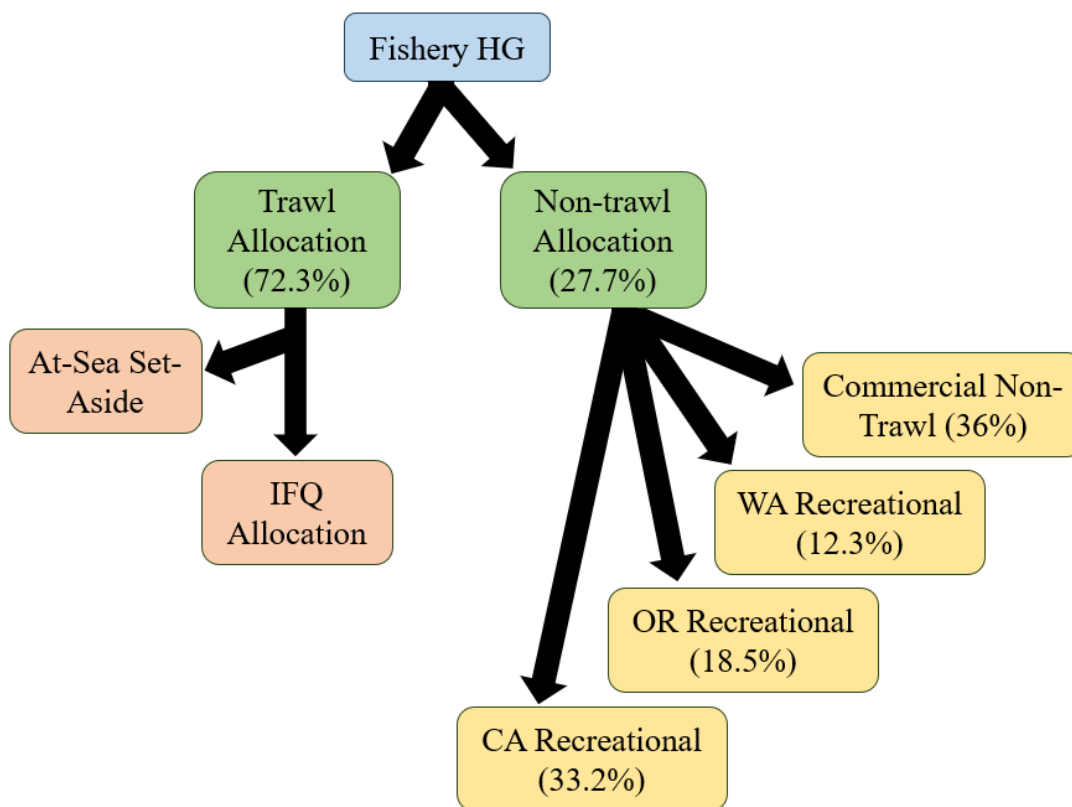 Fishery HG
Trawl
Allocation
(72.3%)
Non-trawl
Allocation
(27.7%)
At-Sea Set-
Aside
IFQ
Allocation
Commercial Non-
Trawl (36%)
WA Recreational
(12.3%)
OR Recreational
(18.5%)
CA Recreational
(33.2%)